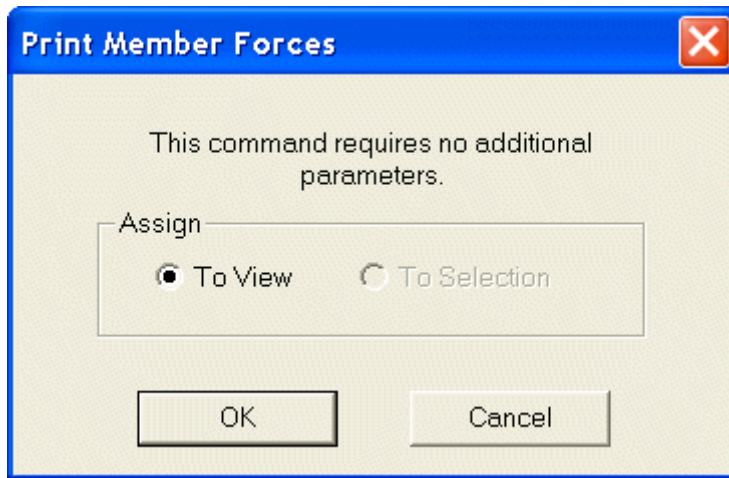 Print Member Forces
This command requires no additional
parameters.
Assign
To View To Selection
OK Cancel